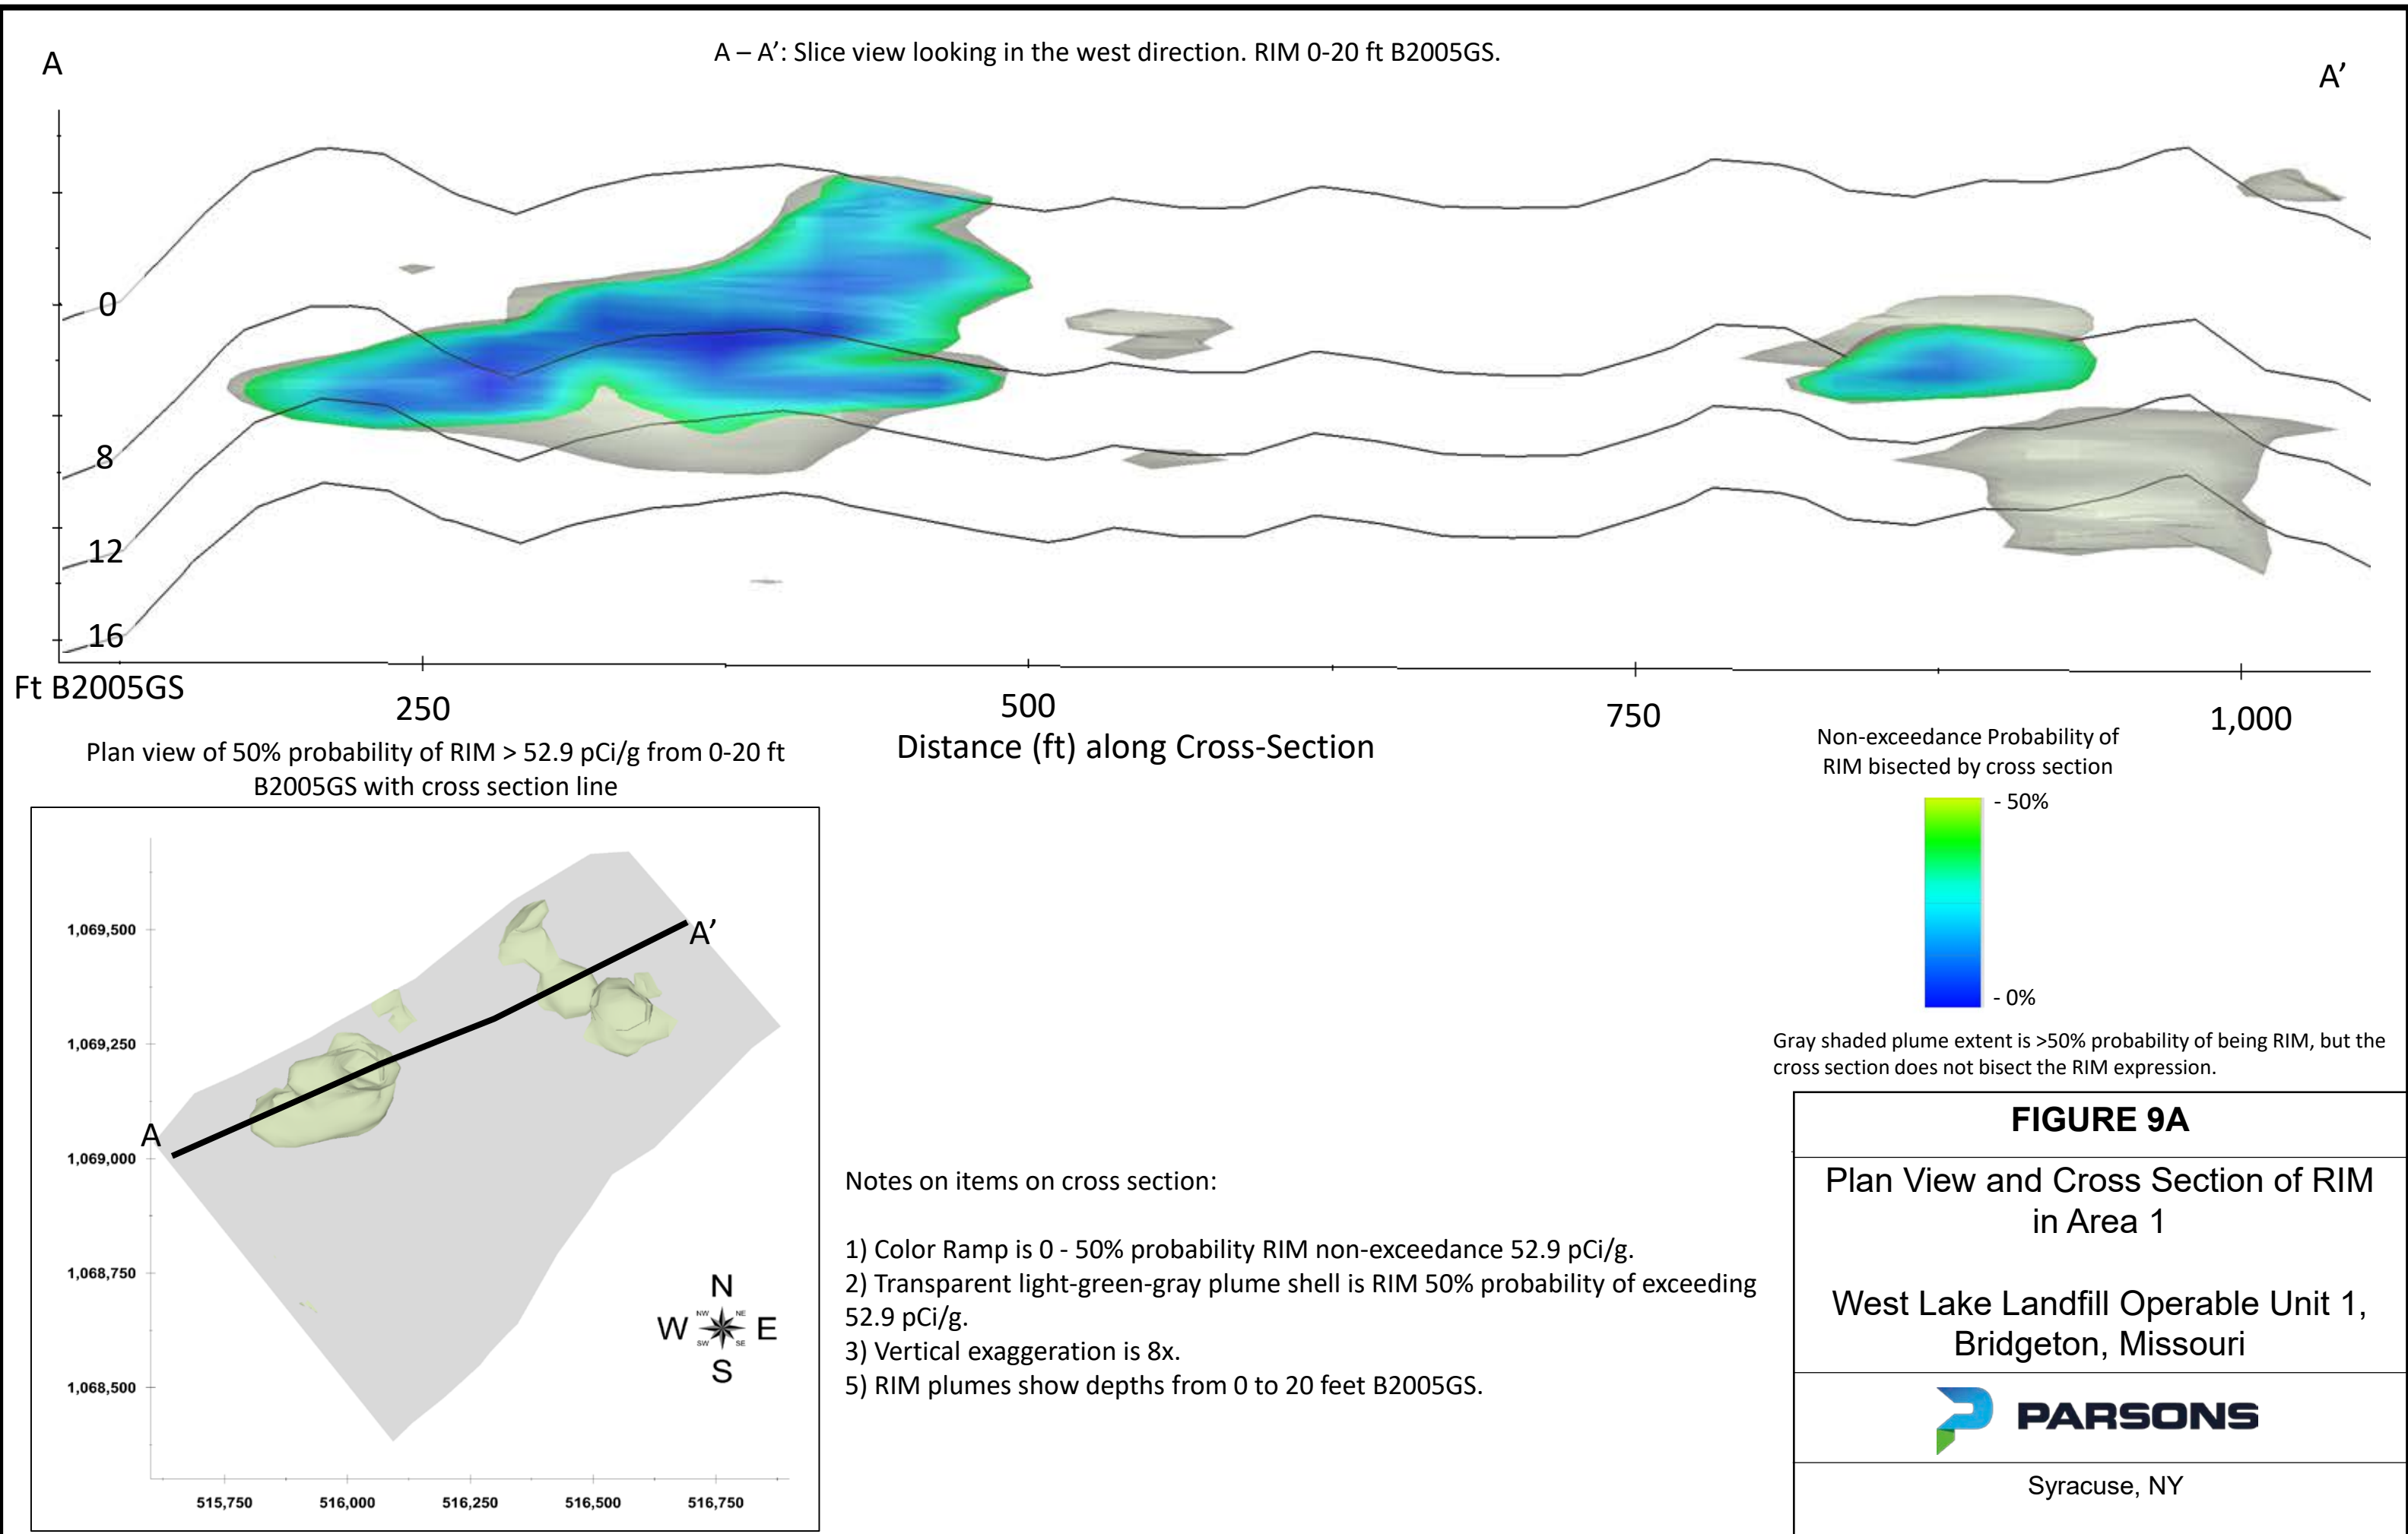 A – A’: Slice view looking in the west direction. RIM 0-20 ft B2005GS.
A
A’
0
8
12
16
Ft B2005GS
250
500
750
1,000
Distance (ft) along Cross-Section
Plan view of 50% probability of RIM > 52.9 pCi/g from 0-20 ft
B2005GS with cross section line
Non-exceedance Probability of
RIM bisected by cross section
- 50%
- 0%
Gray shaded plume extent is >50% probability of being RIM, but the
cross section does not bisect the RIM expression.
1,069,500
1,069,250
1,069,000
1,068,750
1,068,500
515,750
516,000
516,250
516,500
516,750
A
A’
N
NW
NE
W
E
SW
SE
S
Notes on items on cross section:
1) Color Ramp is 0 - 50% probability RIM non-exceedance 52.9 pCi/g.
2) Transparent light-green-gray plume shell is RIM 50% probability of exceeding
52.9 pCi/g.
3) Vertical exaggeration is 8x.
5) RIM plumes show depths from 0 to 20 feet B2005GS.
FIGURE 9A
Plan View and Cross Section of RIM
in Area 1
West Lake Landfill Operable Unit 1,
Bridgeton, Missouri
PARSONS
Syracuse, NY